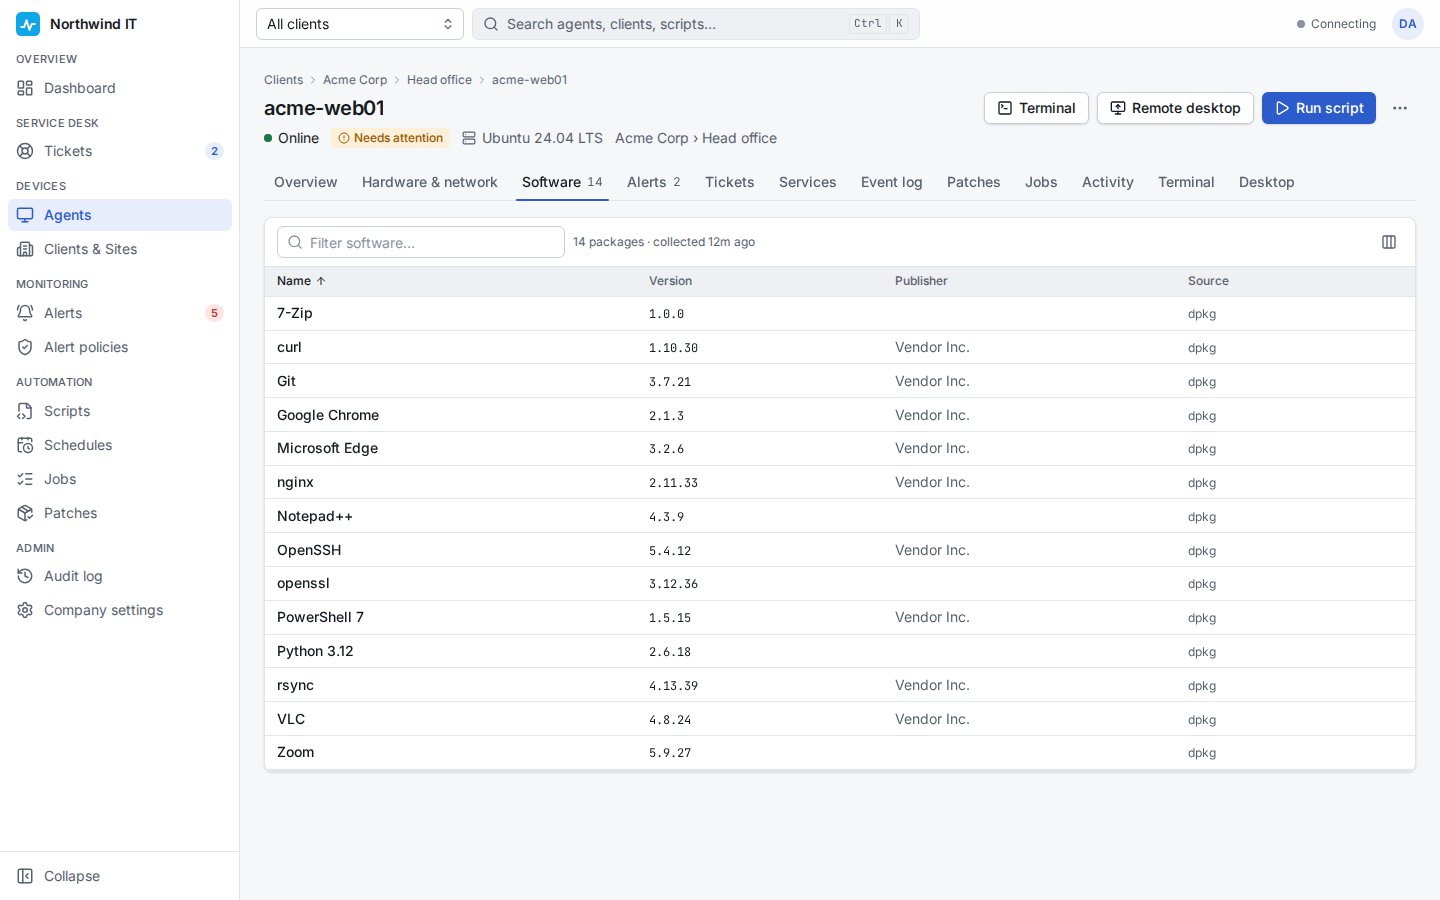 Northwind IT
All clients
Search agents, clients, scripts...
Ctrl K
Connecting
DA
OVERVIEW
Dashboard
SERVICE DESK
Tickets 2
DEVICES
Agents
Clients & Sites
MONITORING
Alerts 5
Alert policies
AUTOMATION
Scripts
Schedules
Jobs
Patches
ADMIN
Audit log
Company settings
Collapse
Clients > Acme Corp > Head office > acme-web01
acme-web01
Terminal
Remote desktop
Run script
Online Needs attention Ubuntu 24.04 LTS Acme Corp › Head office
Overview Hardware & network Software 14 Alerts 2 Tickets Services Event log Patches Jobs Activity Terminal Desktop
Filter software... 14 packages · collected 12m ago
Name ↑ Version Publisher Source
7-Zip 1.0.0 dpkg
curl 1.10.30 Vendor Inc. dpkg
Git 3.7.21 Vendor Inc. dpkg
Google Chrome 2.1.3 Vendor Inc. dpkg
Microsoft Edge 3.2.6 Vendor Inc. dpkg
nginx 2.11.33 Vendor Inc. dpkg
Notepad++ 4.3.9 dpkg
OpenSSH 5.4.12 Vendor Inc. dpkg
openssl 3.12.36 dpkg
PowerShell 7 1.5.15 Vendor Inc. dpkg
Python 3.12 2.6.18 dpkg
rsync 4.13.39 Vendor Inc. dpkg
VLC 4.8.24 Vendor Inc. dpkg
Zoom 5.9.27 dpkg